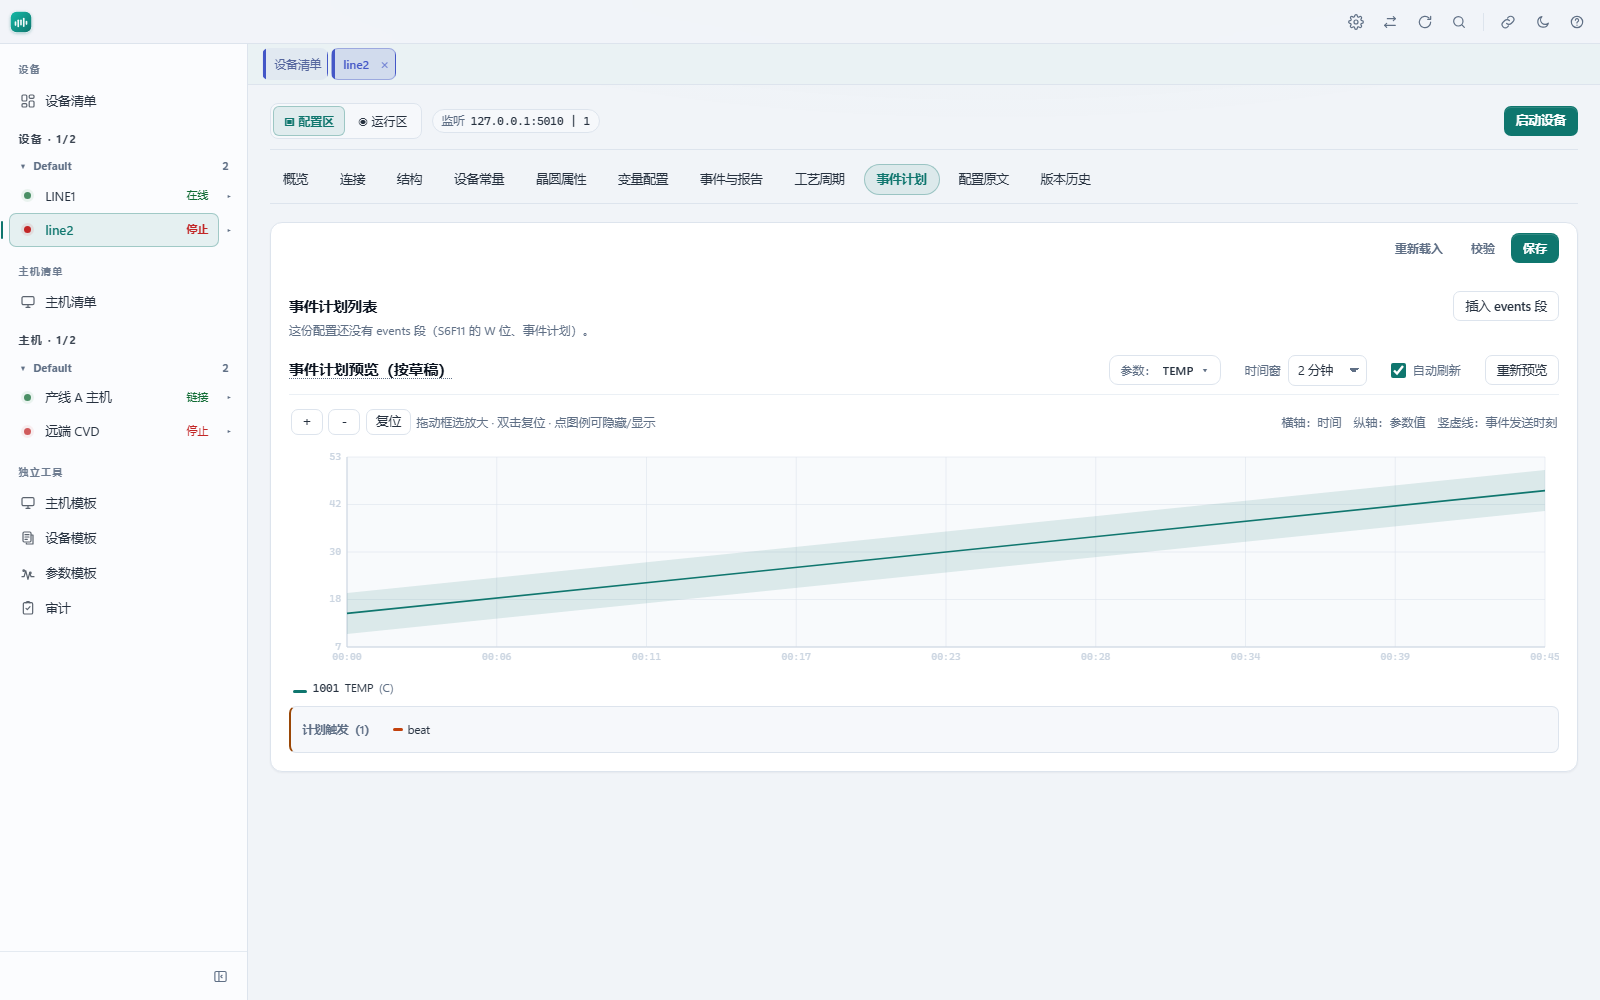 设备
设备清单
设备 · 1/2
Default 2
LINE1 在线
line2 停止
主机清单
主机清单
主机 · 1/2
Default 2
产线 A 主机 链接
远端 CVD 停止
独立工具
主机模板
设备模板
参数模板
审计
设备清单 line2 ×
配置区 运行区 监听 127.0.0.1:5010 | 1 启动设备
概览 连接 结构 设备常量 晶圆属性 变量配置 事件与报告 工艺周期 事件计划 配置原文 版本历史
重新载入 校验 保存
事件计划列表
插入 events 段
这份配置还没有 events 段（S6F11 的 W 位、事件计划）。
事件计划预览（按草稿） 参数： TEMP 时间窗 2 分钟 自动刷新 重新预览
+ - 复位 拖动框选放大 · 双击复位 · 点图例可隐藏/显示 横轴：时间 纵轴：参数值 竖虚线：事件发送时刻
53
42
30
18
7
00:00 00:06 00:11 00:17 00:23 00:28 00:34 00:39 00:45
1001 TEMP (C)
计划触发 (1) beat